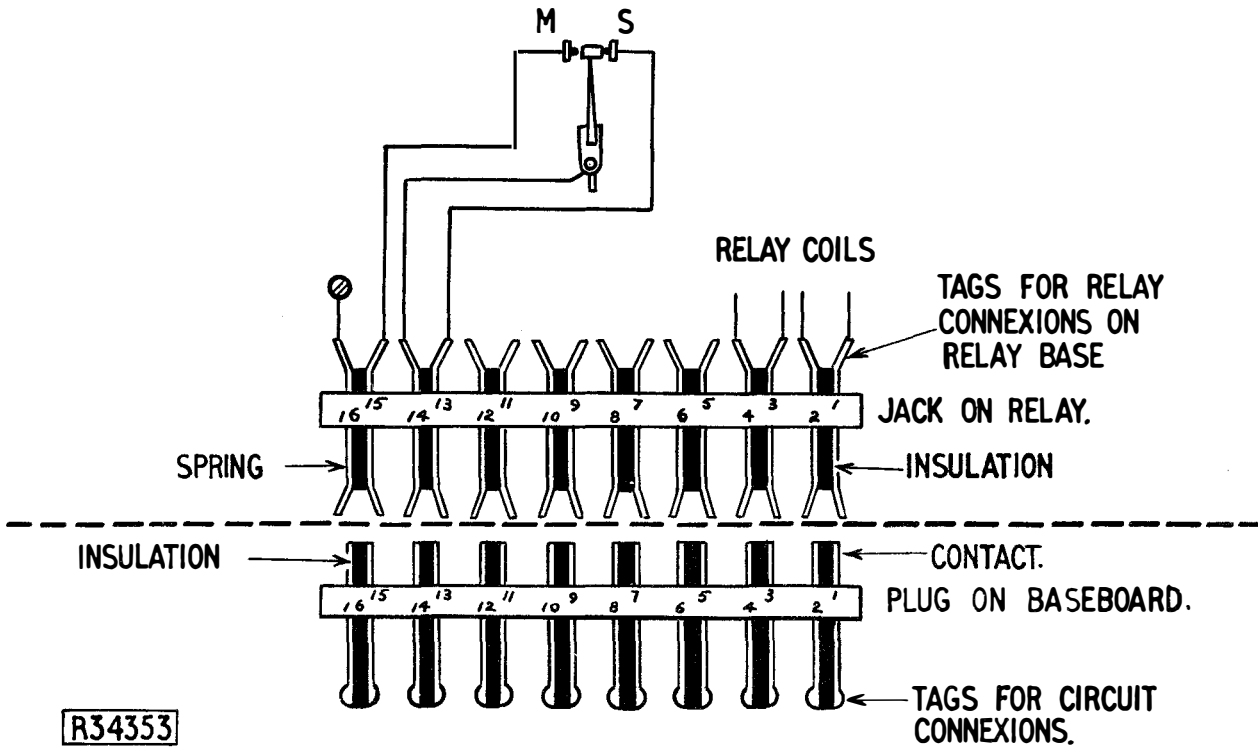 M S
RELAY COILS
TAGS FOR RELAY
CONNEXIONS ON
RELAY BASE
16 15 14 13 12 11 10 9 8 7 6 5 4 3 2 1
JACK ON RELAY.
SPRING
INSULATION
INSULATION
CONTACT.
16 15 14 13 12 11 10 9 8 7 6 5 4 3 2 1
PLUG ON BASEBOARD.
TAGS FOR CIRCUIT
CONNEXIONS.
R34353